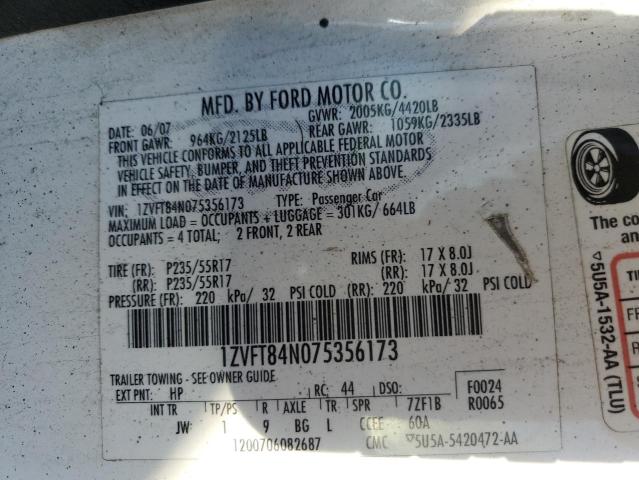 MFD. BY FORD MOTOR CO.
DATE: 06/07 GVWR: 2005KG/4420LB
FRONT GAWR: 964KG/2125LB REAR GAWR: 1059KG/2335LB
THIS VEHICLE CONFORMS TO ALL APPLICABLE FEDERAL MOTOR
VEHICLE SAFETY, BUMPER, AND THEFT PREVENTION STANDARDS
IN EFFECT ON THE DATE OF MANUFACTURE SHOWN ABOVE.
VIN: 1ZVFT84N075356173 TYPE: Passenger Car
MAXIMUM LOAD = OCCUPANTS + LUGGAGE = 301KG/ 664LB
OCCUPANTS = 4 TOTAL; 2 FRONT, 2 REAR
TIRE (FR): P235/55R17 RIMS (FR): 17 X 8.0J
(RR): P235/55R17 (RR): 17 X 8.0J
PRESSURE (FR): 220 kPa/ 32 PSI COLD (RR): 220 kPa/ 32 PSI COLD
1ZVFT84N075356173
TRAILER TOWING - SEE OWNER GUIDE
EXT PNT: HP RC: 44 DSO: F0024
INT TR TP/PS R AXLE TR SPR 7ZF1B R0065
JW 1 9 BG L CCEE 60A
1200706082687 CMC ▽5U5A-5420472-AA
The co
an
▽5U5A-1532-AA (TLU)
TI
FR
R